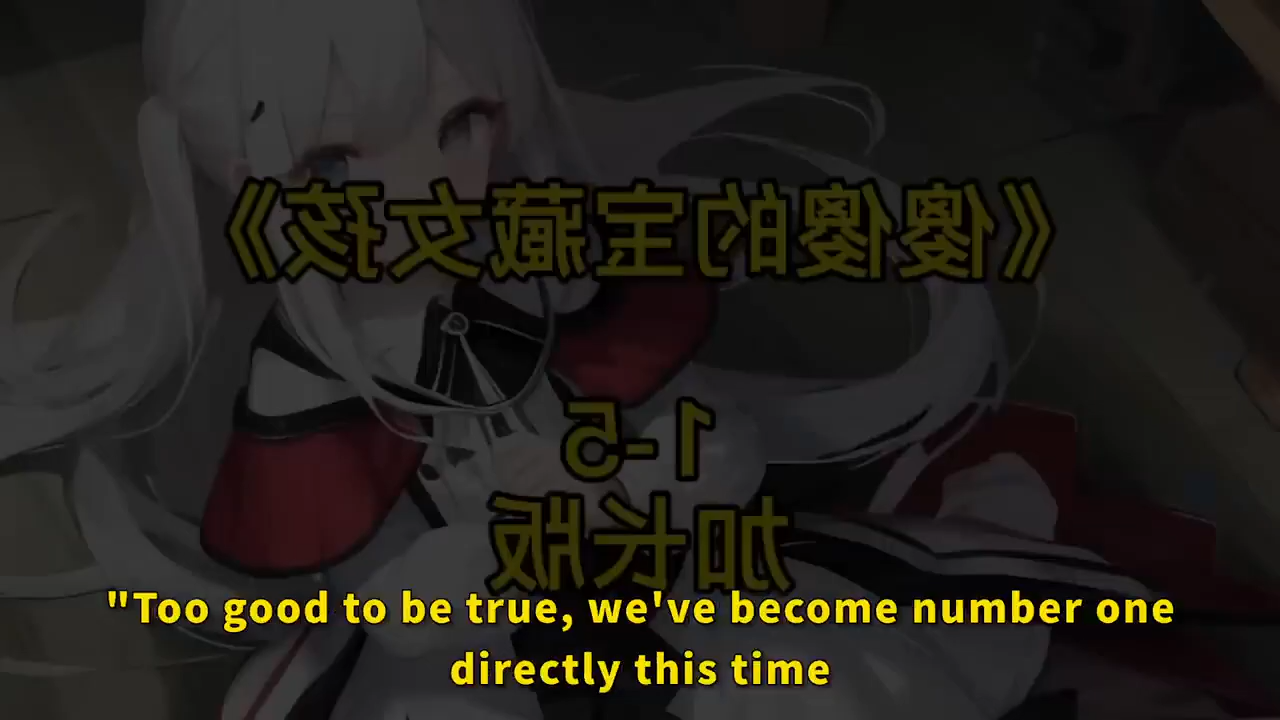 《傻傻的宝藏女孩》
1-5
加长版
"Too good to be true, we've become number one
directly this time